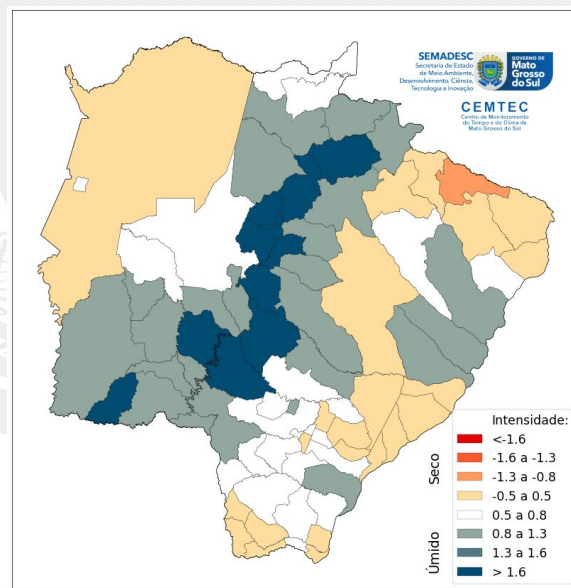 SEMADESC
Secretaria de Estado
de Meio Ambiente,
Desenvolvimento, Ciência,
Tecnologia e Inovação
GOVERNO DE
Mato
Grosso
do Sul
CEMTEC
Centro de Monitoramento
do Tempo e do Clima de
Mato Grosso do Sul
Intensidade:
Seco
<-1.6
-1.6 a -1.3
-1.3 a -0.8
-0.5 a 0.5
0.5 a 0.8
Úmido
0.8 a 1.3
1.3 a 1.6
> 1.6